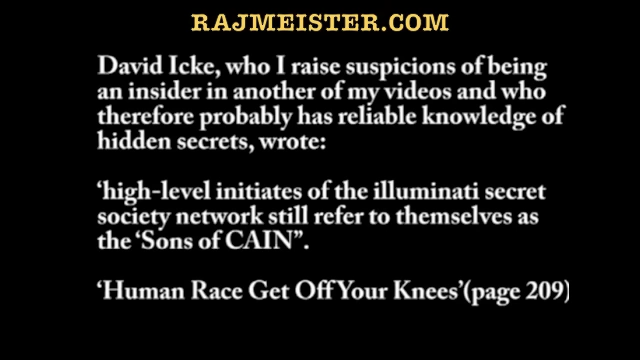 RAJMEISTER.COM
David Icke, who I raise suspicions of being
an insider in another of my videos and who
therefore probably has reliable knowledge of
hidden secrets, wrote:
‘high-level initiates of the illuminati secret
society network still refer to themselves as
the ‘Sons of CAIN”.
‘Human Race Get Off Your Knees’(page 209)